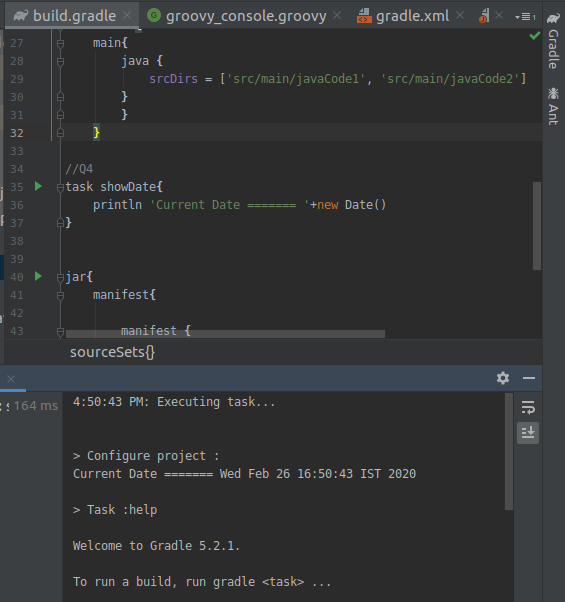 build.gradle groovy_console.groovy gradle.xml
1
27 main{
28 java {
29 srcDirs = ['src/main/javaCode1', 'src/main/javaCode2']
30 }
31 }
32 }
33
34 //Q4
35 task showDate{
36 println 'Current Date ======= '+new Date()
37 }
38
39
40 jar{
41 manifest{
42
43 manifest {
Gradle
Ant
sourceSets{}
164 ms
4:50:43 PM: Executing task...
> Configure project :
Current Date ======= Wed Feb 26 16:50:43 IST 2020
> Task :help
Welcome to Gradle 5.2.1.
To run a build, run gradle <task> ...